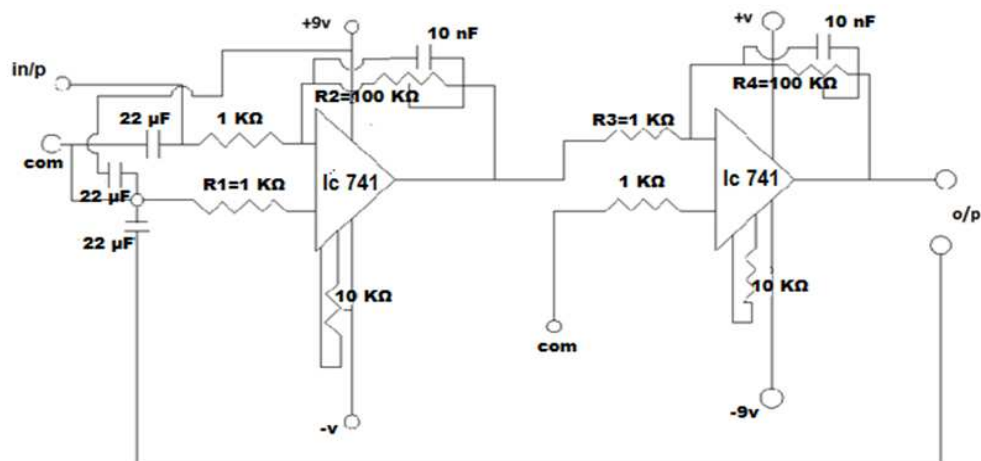 +9v
10 nF
+v
10 nF
in/p
R2=100 KΩ
R4=100 KΩ
22 µF
1 KΩ
R3=1 KΩ
com
Ic 741
Ic 741
22 µF
R1=1 KΩ
1 KΩ
o/p
22 µF
10 KΩ
10 KΩ
com
-v
-9v